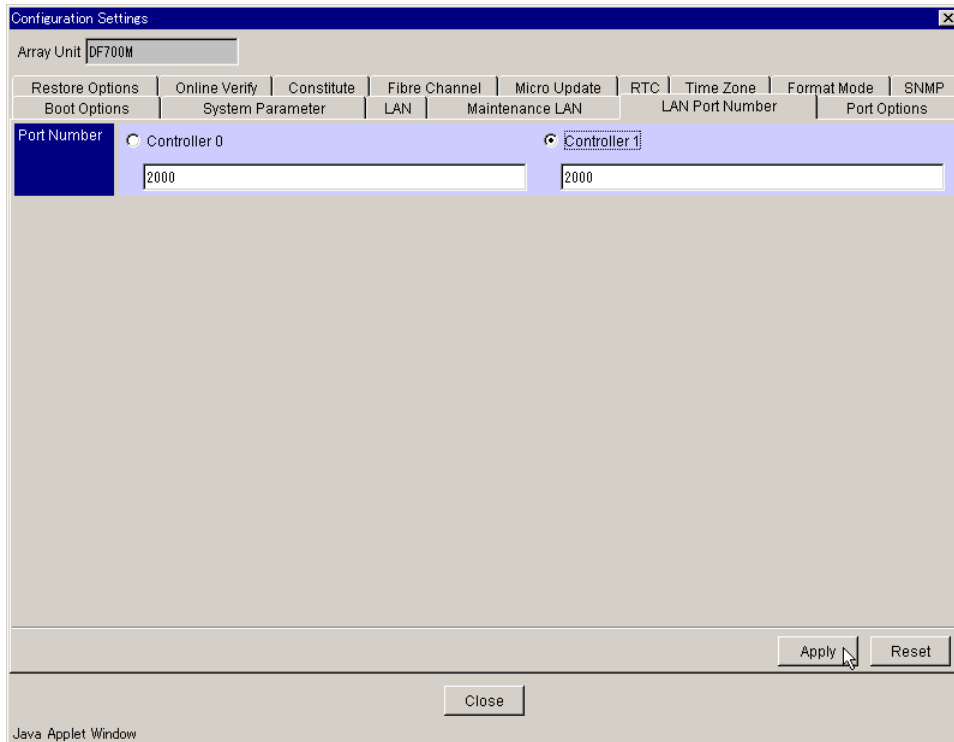 Configuration Settings
Array Unit DF700M
Restore Options Online Verify Constitute Fibre Channel Micro Update RTC Time Zone Format Mode SNMP
Boot Options System Parameter LAN Maintenance LAN LAN Port Number Port Options
Port Number Controller 0 Controller 1
2000 2000
Apply Reset
Close
Java Applet Window